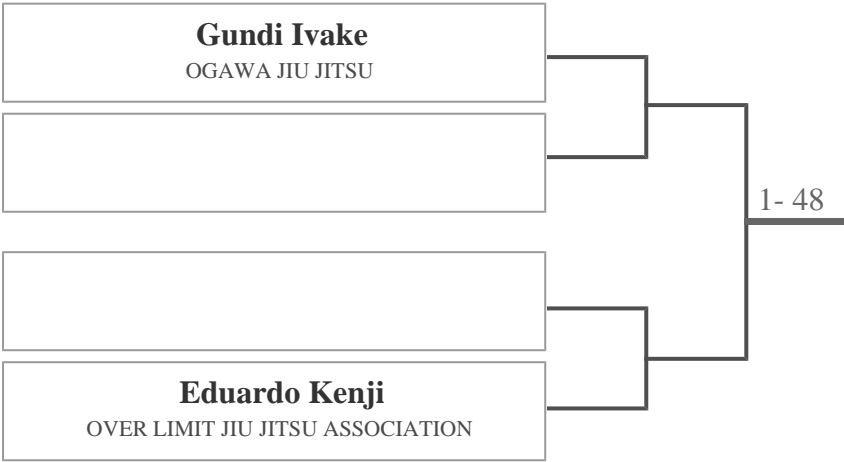 Gundi Ivake
OGAWA JIU JITSU
1- 48
Eduardo Kenji
OVER LIMIT JIU JITSU ASSOCIATION